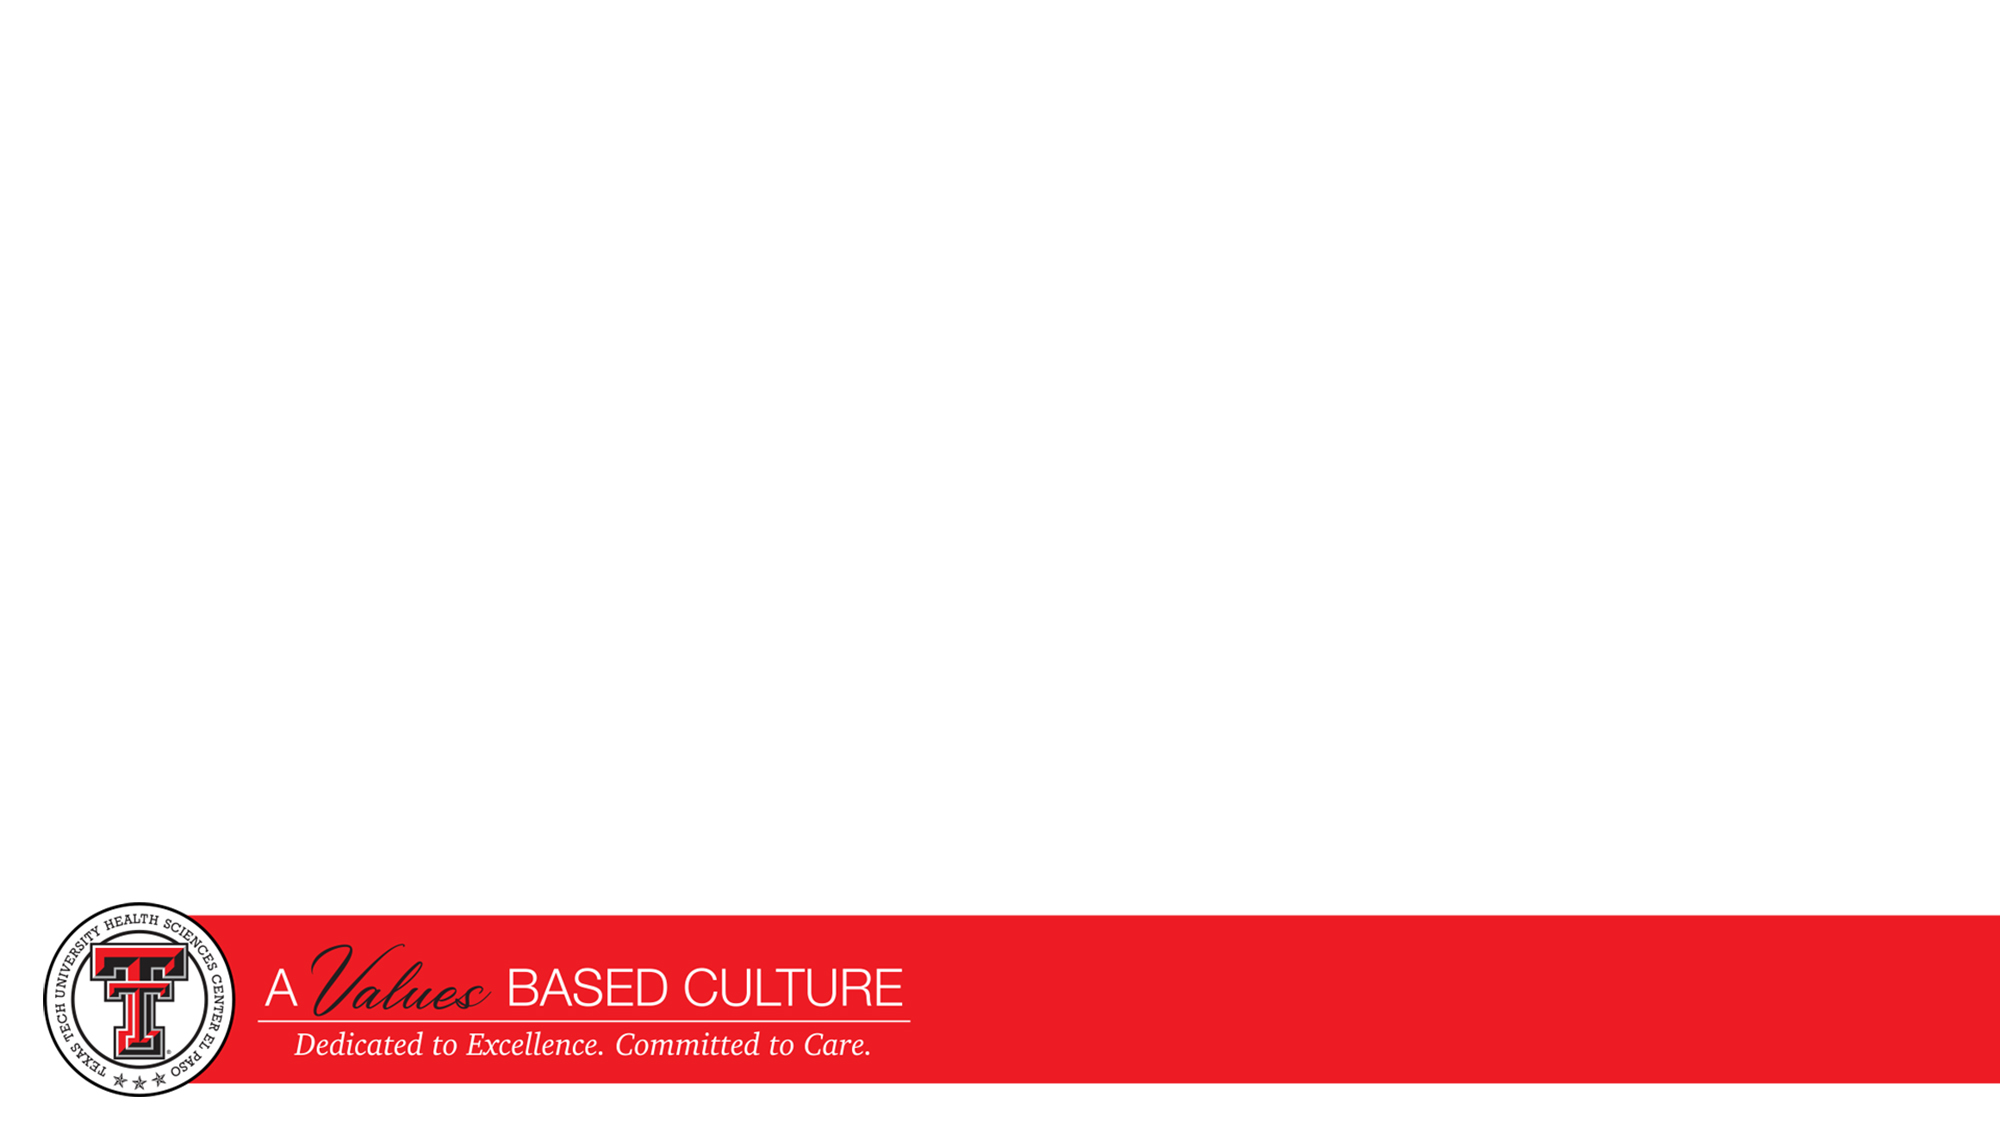 TEXAS TECH UNIVERSITY HEALTH SCIENCES CENTER EL PASO
A Values BASED CULTURE
Dedicated to Excellence. Committed to Care.